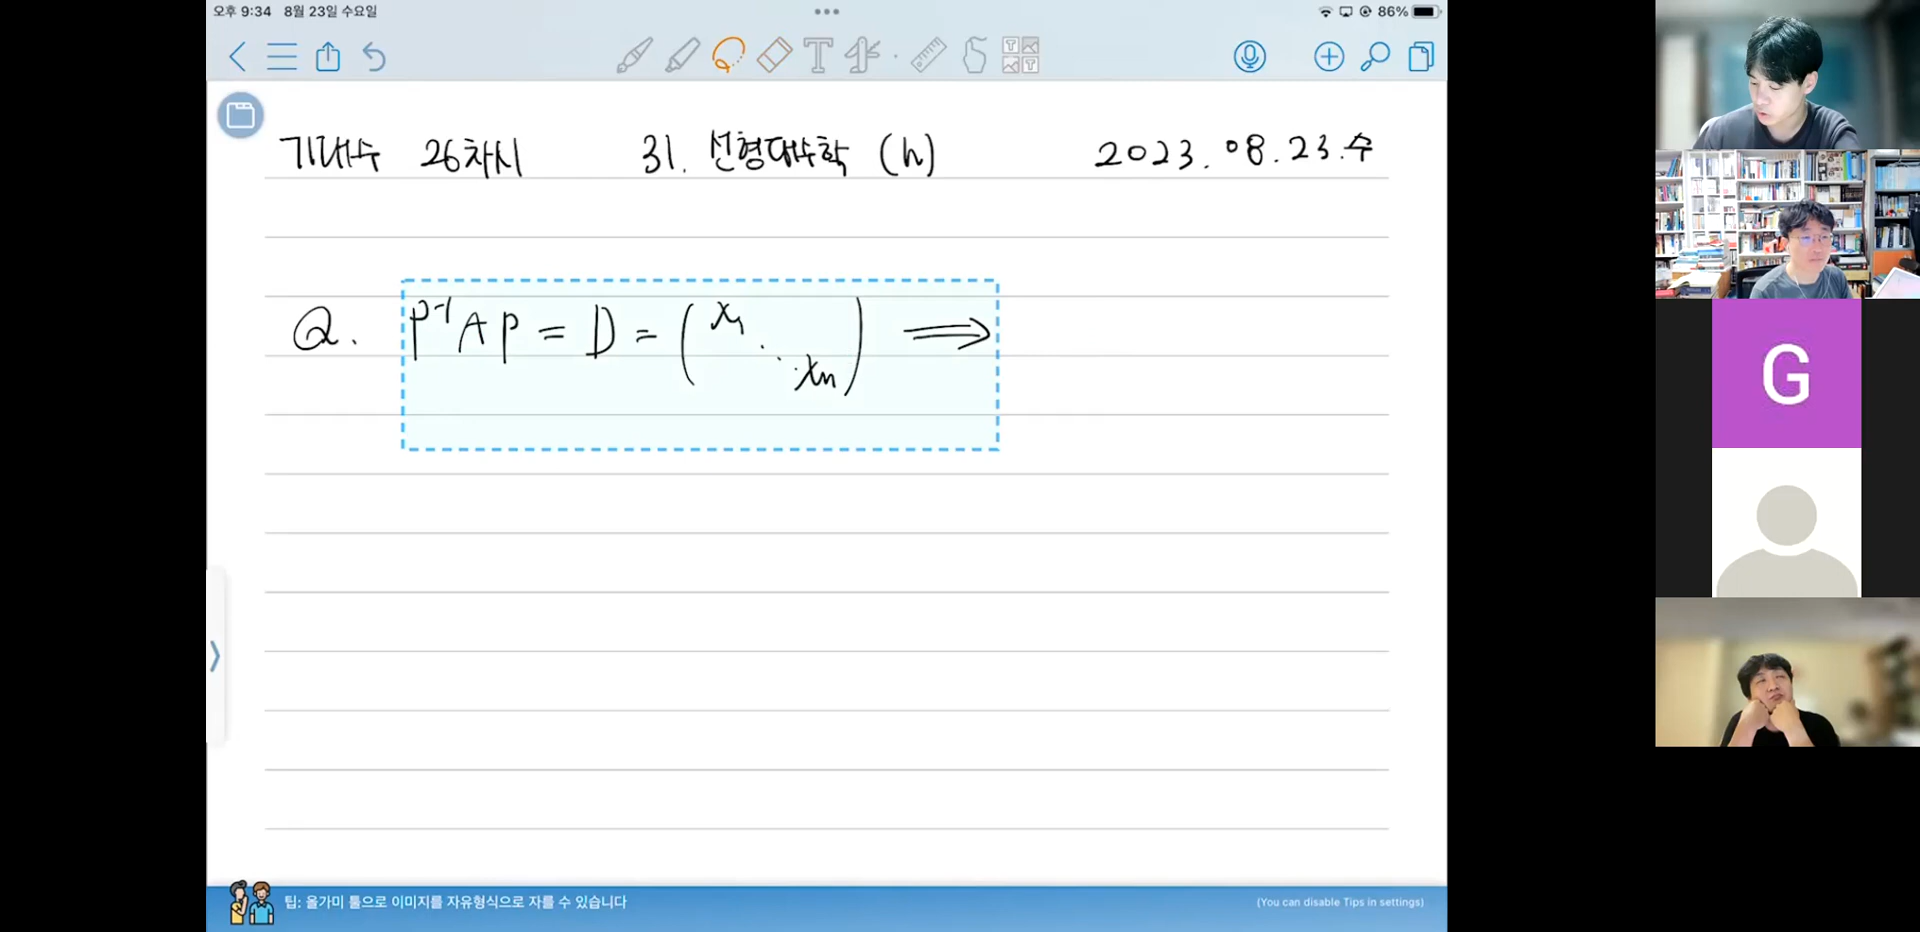 오후 9:34 8월 23일 수요일
86%
기대수 26차시 31. 선형대수학 (h) 2023.08.23.수
Q. P⁻¹AP = D = (x₁ ⋱ xₙ) ⟹
G
팁: 올가미 툴으로 이미지를 자유형식으로 자를 수 있습니다
(You can disable Tips in settings)